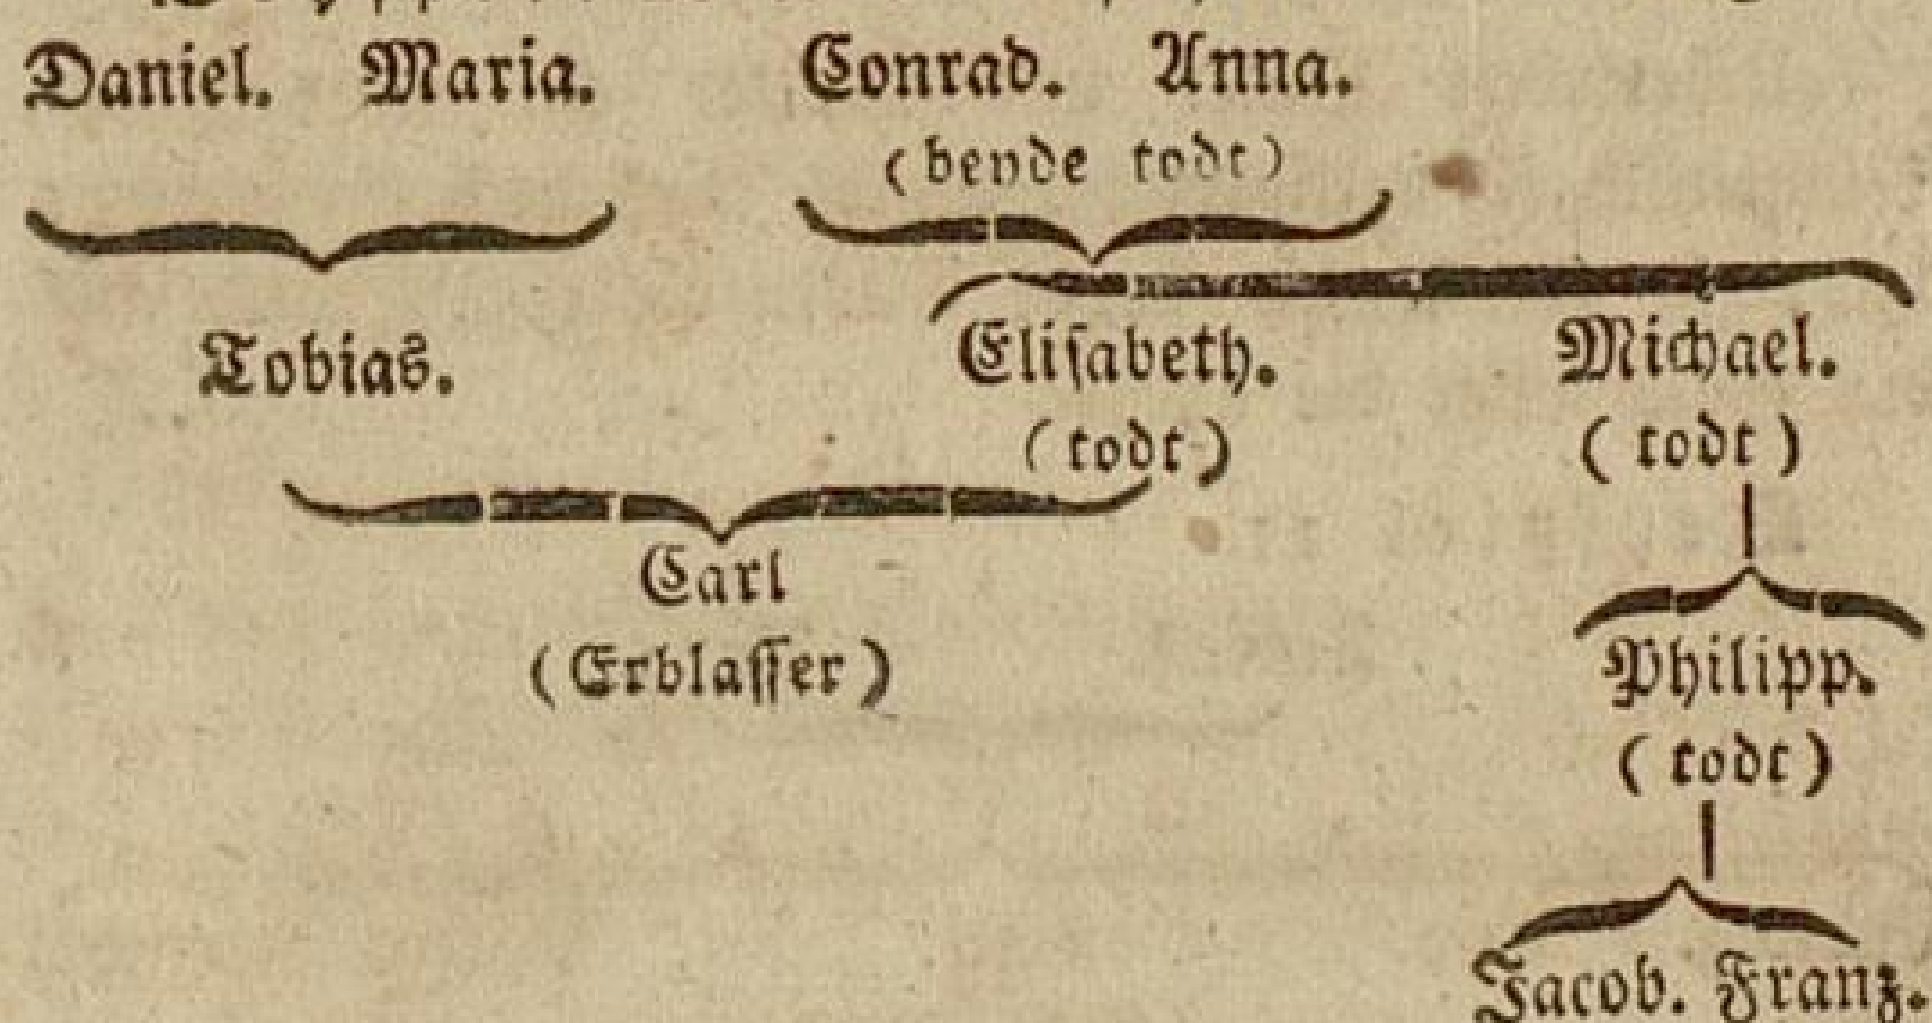 Daniel. Maria. Conrad. Anna.
(beyde todt)
Tobias. Eliſabeth. Michael.
(todt) (todt)
Carl
(Erblaſſer) Philipp.
(todt)
Jacob. Franz.